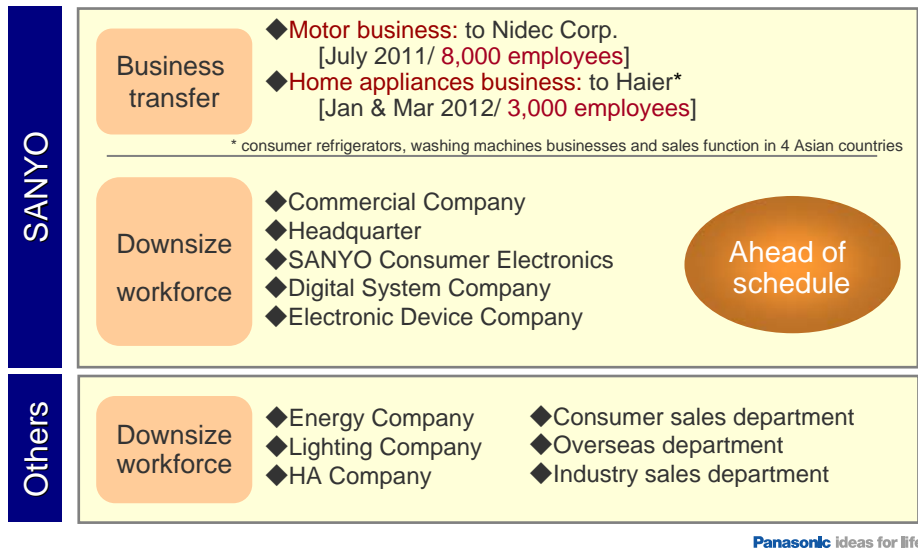 SANYO
Business
transfer
◆Motor business: to Nidec Corp.
[July 2011/ 8,000 employees]
◆Home appliances business: to Haier*
[Jan & Mar 2012/ 3,000 employees]
* consumer refrigerators, washing machines businesses and sales function in 4 Asian countries
Downsize
workforce
◆Commercial Company
◆Headquarter
◆SANYO Consumer Electronics
◆Digital System Company
◆Electronic Device Company
Ahead of
schedule
Others
Downsize
workforce
◆Energy Company
◆Lighting Company
◆HA Company
◆Consumer sales department
◆Overseas department
◆Industry sales department
Panasonic ideas for life